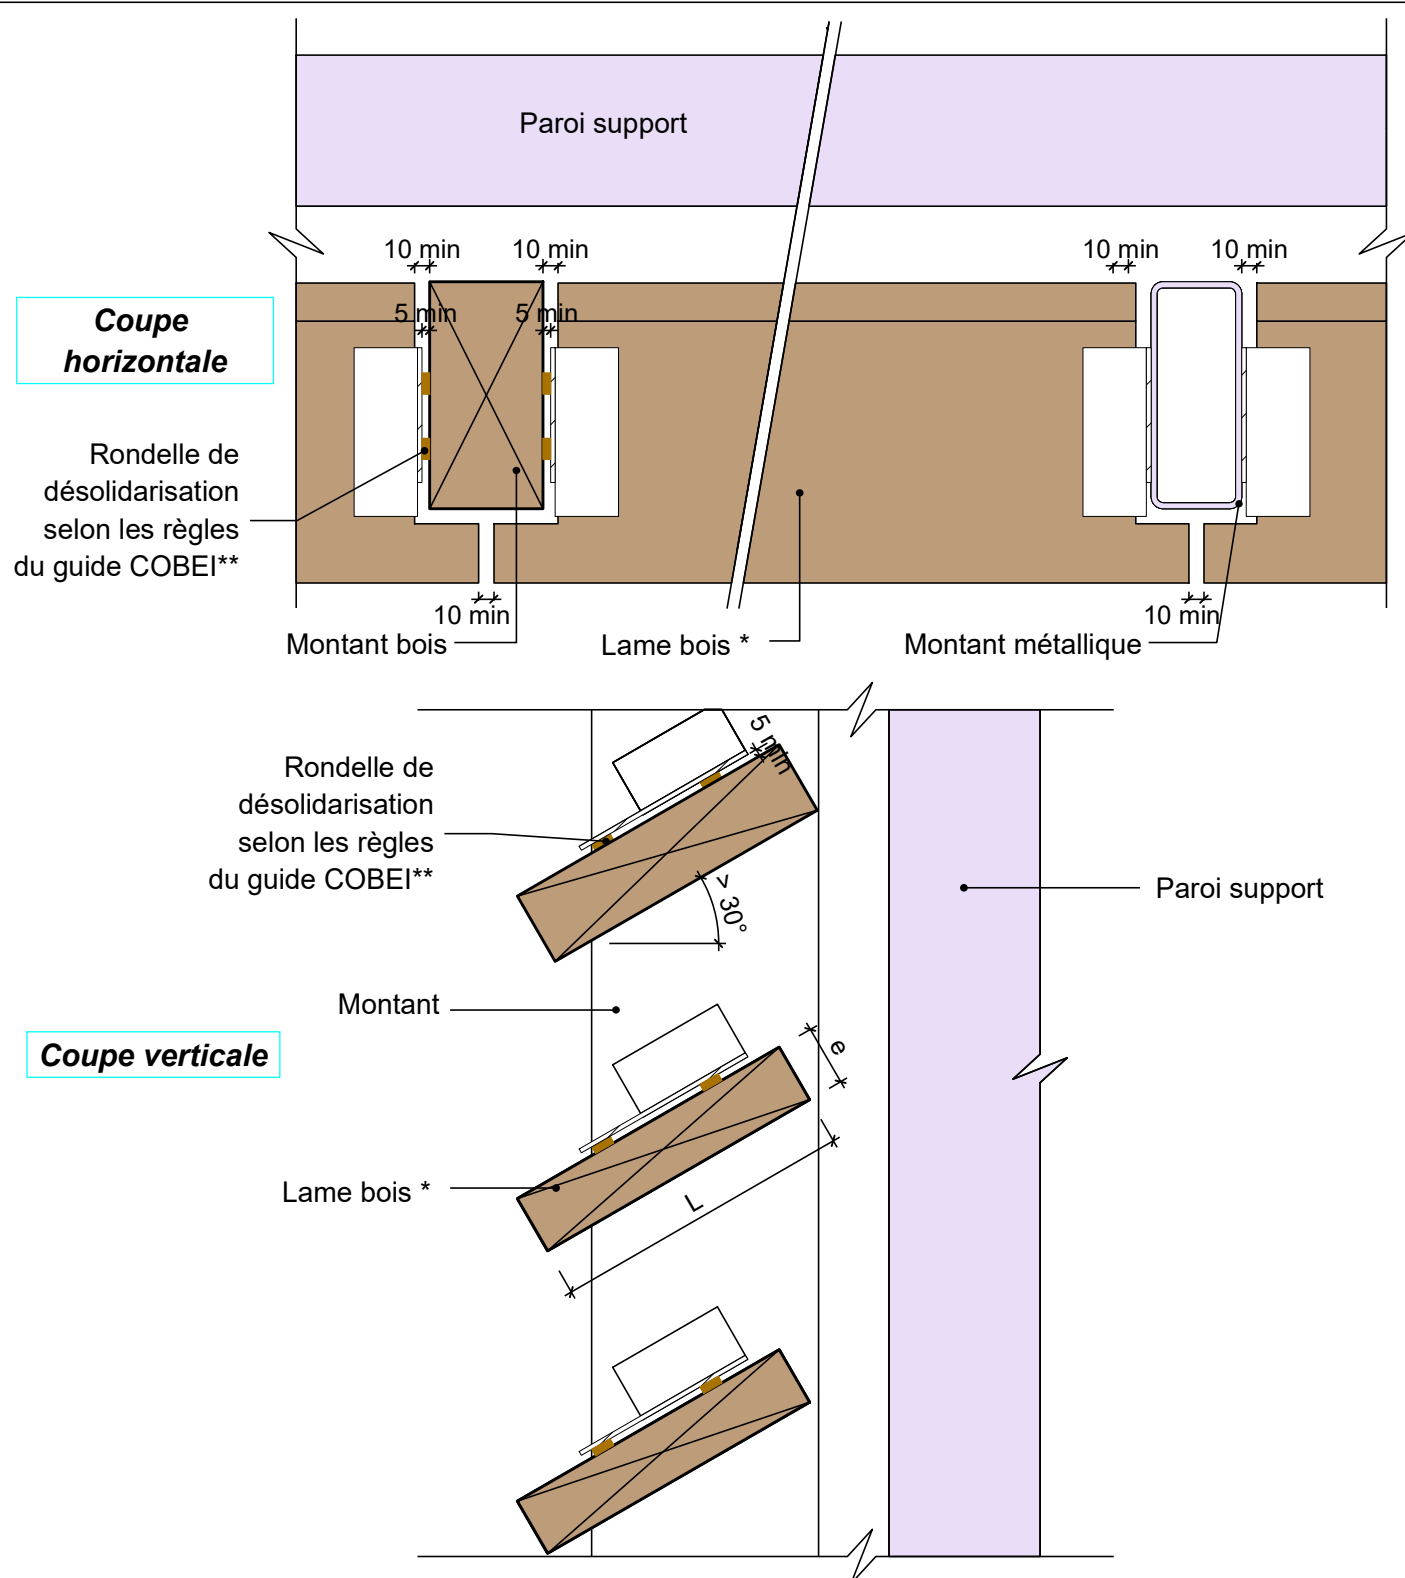 Paroi support
10 min
10 min
10 min
10 min
5 min
5 min
Coupe
horizontale
Rondelle de
désolidarisation
selon les règles
du guide COBEI**
10 min
10 min
Montant bois
Lame bois *
Montant métallique
5 min
Rondelle de
désolidarisation
selon les règles
du guide COBEI**
> 30°
Paroi support
Montant
Coupe verticale
e
Lame bois *
L